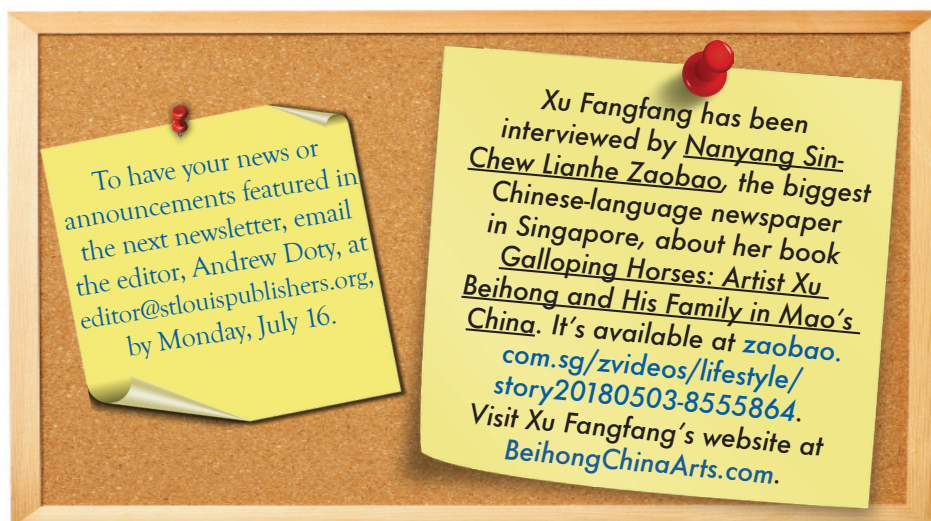 To have your news or
announcements featured in
the next newsletter, email
the editor, Andrew Doty, at
editor@stlouispublishers.org,
by Monday, July 16.
Xu Fangfang has been
interviewed by Nanyang Sin-
Chew Lianhe Zaobao, the biggest
Chinese-language newspaper
in Singapore, about her book
Galloping Horses: Artist Xu
Beihong and His Family in Mao's
China. It's available at zaobao.
com.sg/zvideos/lifestyle/
story20180503-8555864.
Visit Xu Fangfang's website at
BeihongChinaArts.com.